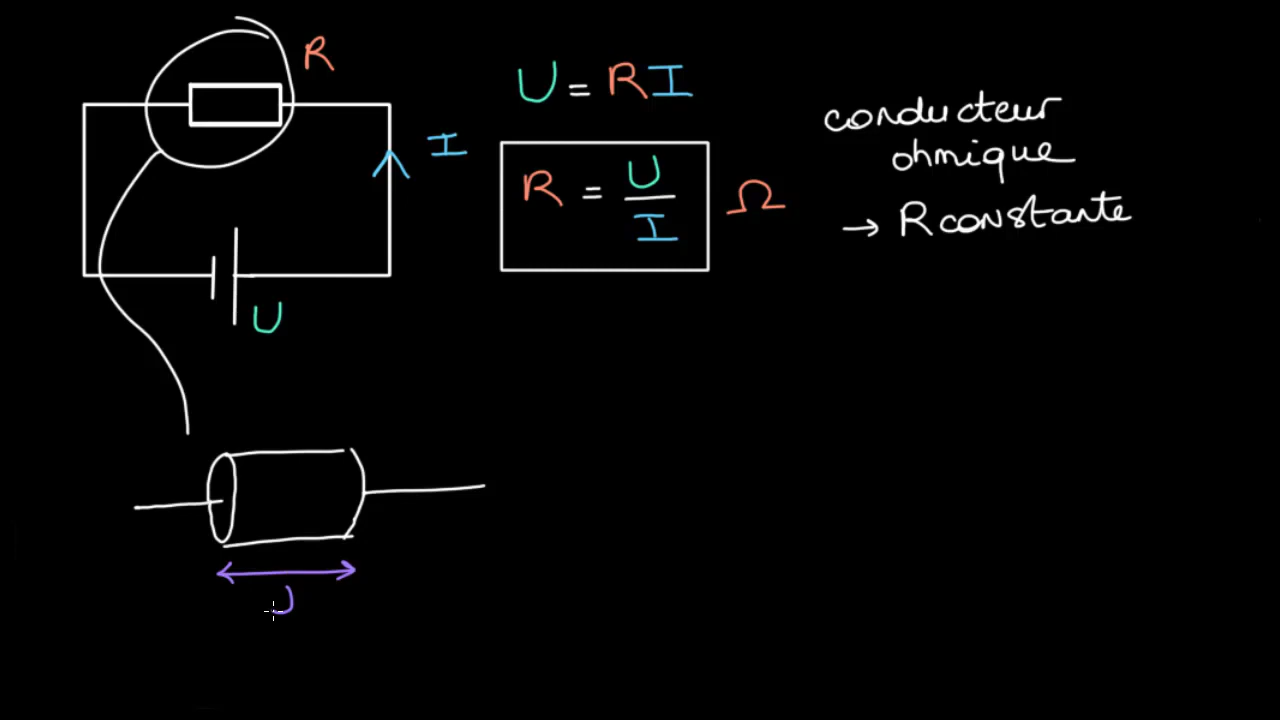 R
U = RI
I
R = U/I Ω
U
conducteur
ohmique
→ R constante